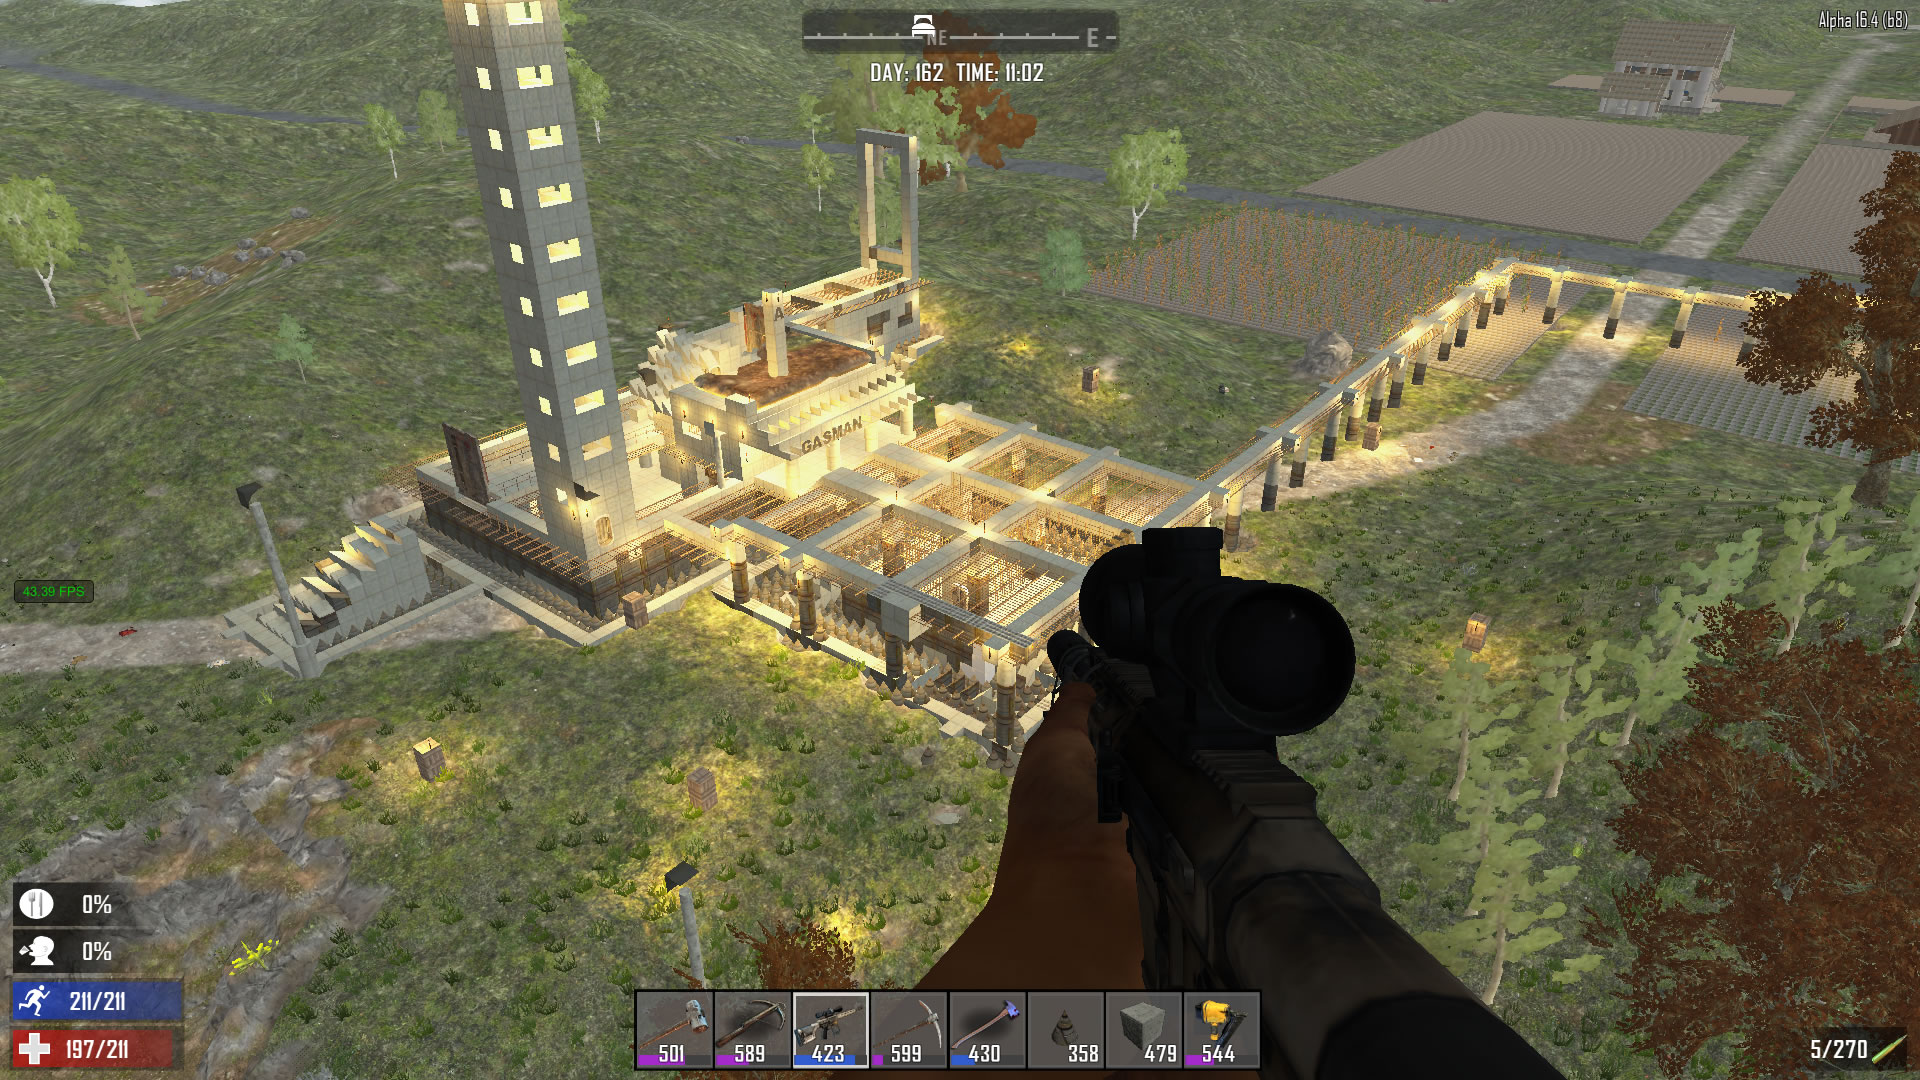 Alpha 16.4 (b8)
NE E
DAY: 162 TIME: 11:02
A
GASMAN
43.39 FPS
0%
0%
211/211
197/211
501 589 423 599 430 358 479 544
5/270